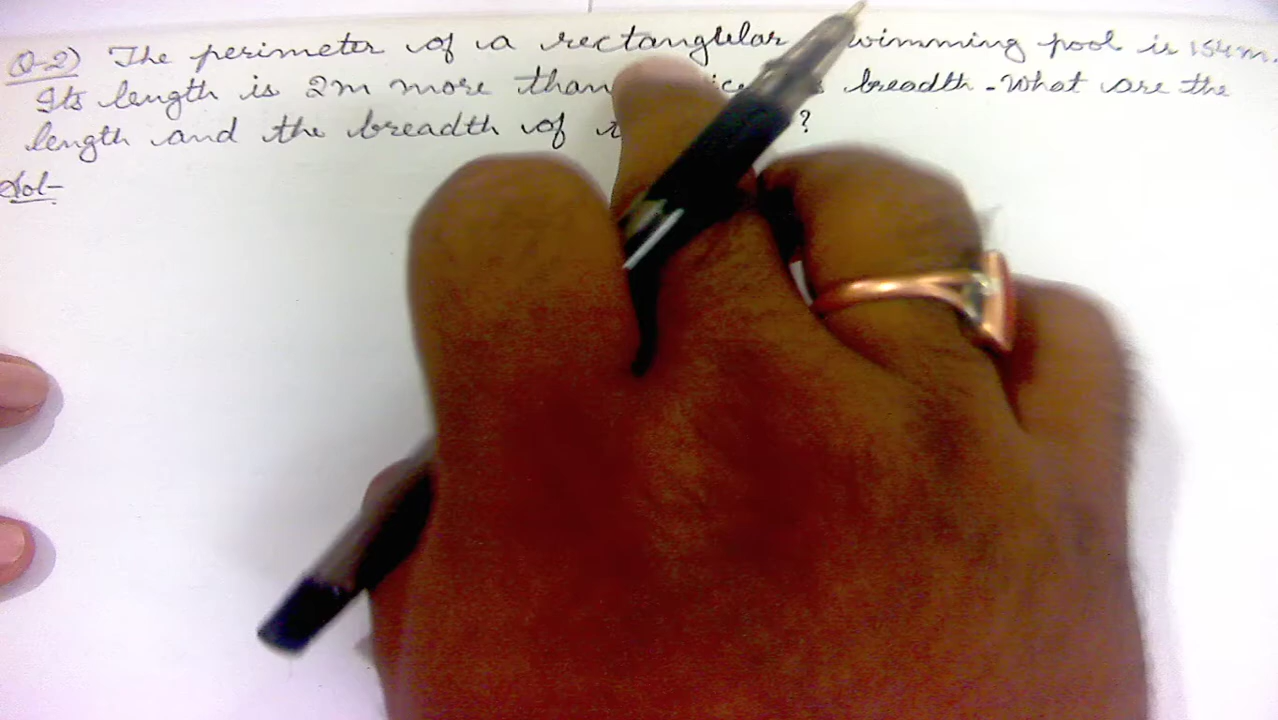 Q-2) The perimeter of a rectanglular swimming pool is 154m.
Its length is 2m more than breadth. What are the
length and the breadth of ?
Sol-